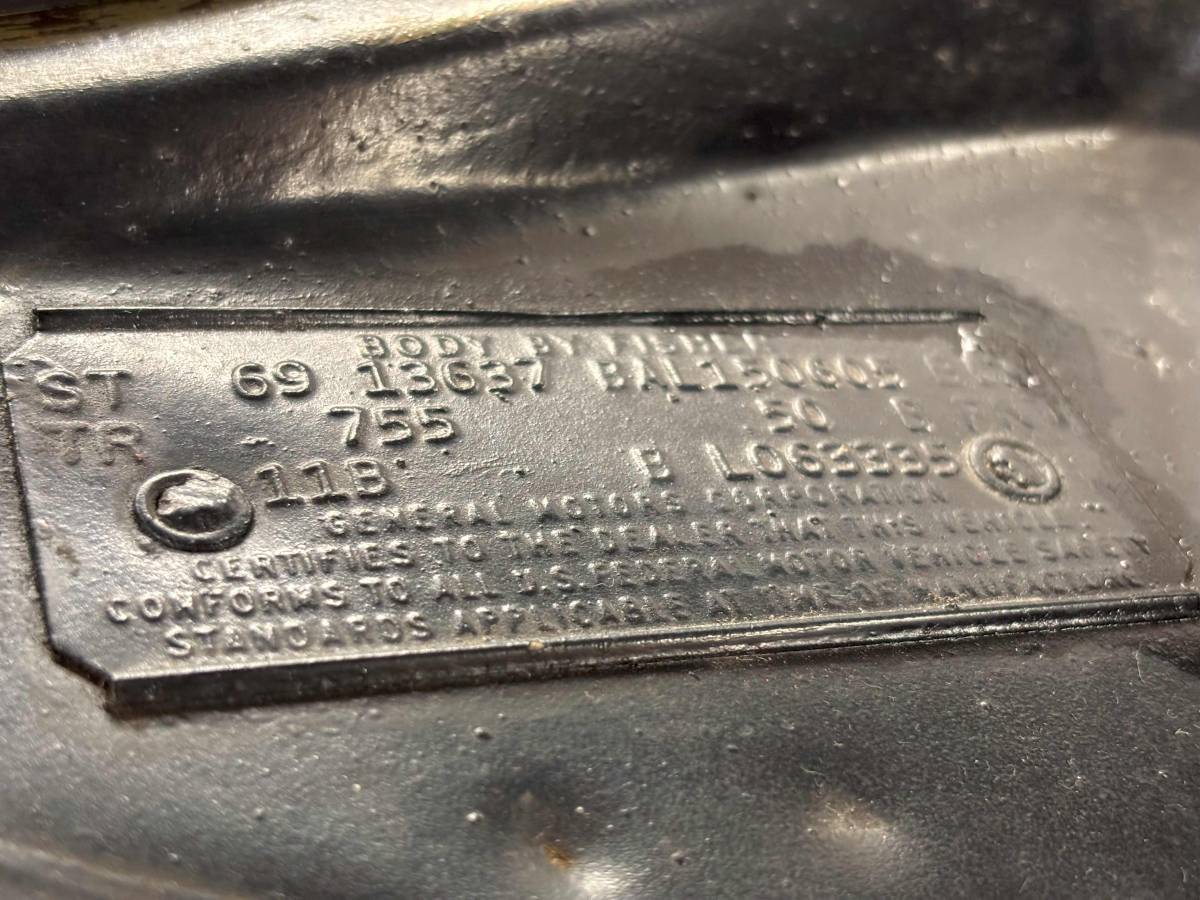 BODY BY FISHER
ST 69 13637 BAL150605
TR 755 50 B
11B B L063335
GENERAL MOTORS CORPORATION
CERTIFIES TO THE DEALER THAT THIS VEHICLE
CONFORMS TO ALL U.S. FEDERAL MOTOR VEHICLE SAFETY
STANDARDS APPLICABLE AT TIME OF MANUFACTURE